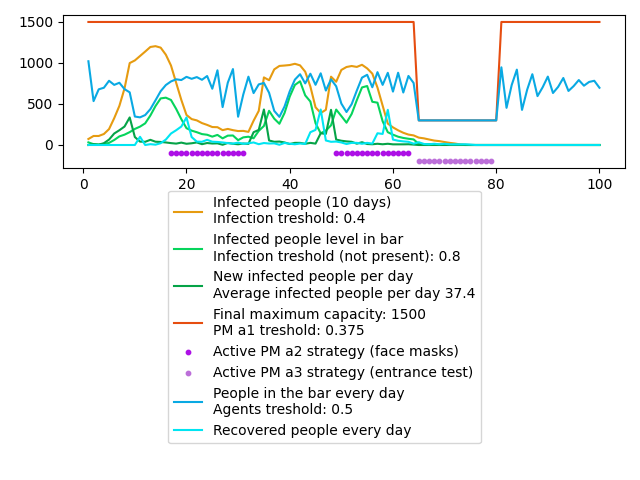 1500
1000
500
0
0
20
40
60
80
100
Infected people (10 days)
Infection treshold: 0.4
Infected people level in bar
Infection treshold (not present): 0.8
New infected people per day
Average infected people per day 37.4
Final maximum capacity: 1500
PM a1 treshold: 0.375
Active PM a2 strategy (face masks)
Active PM a3 strategy (entrance test)
People in the bar every day
Agents treshold: 0.5
Recovered people every day